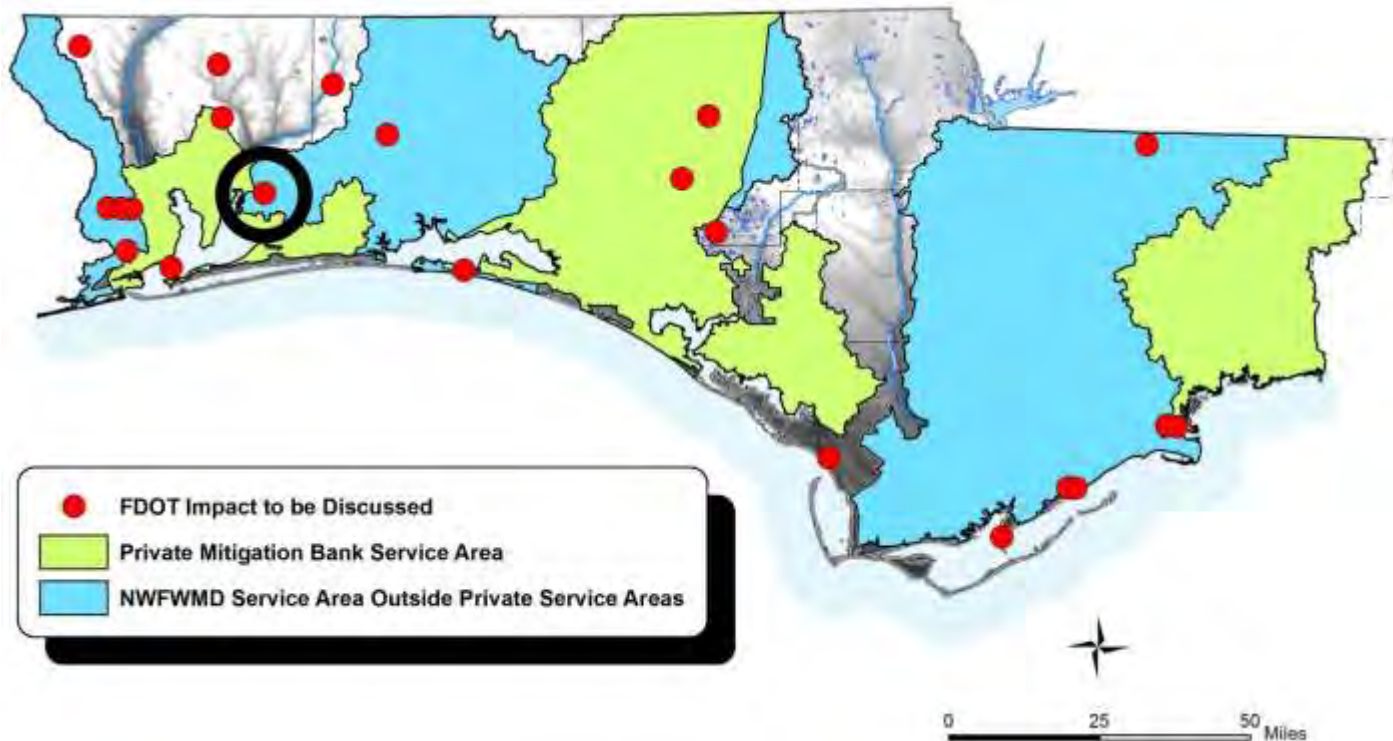 FDOT Impact to be Discussed
Private Mitigation Bank Service Area
NWFWMD Service Area Outside Private Service Areas
0 25 50 Miles